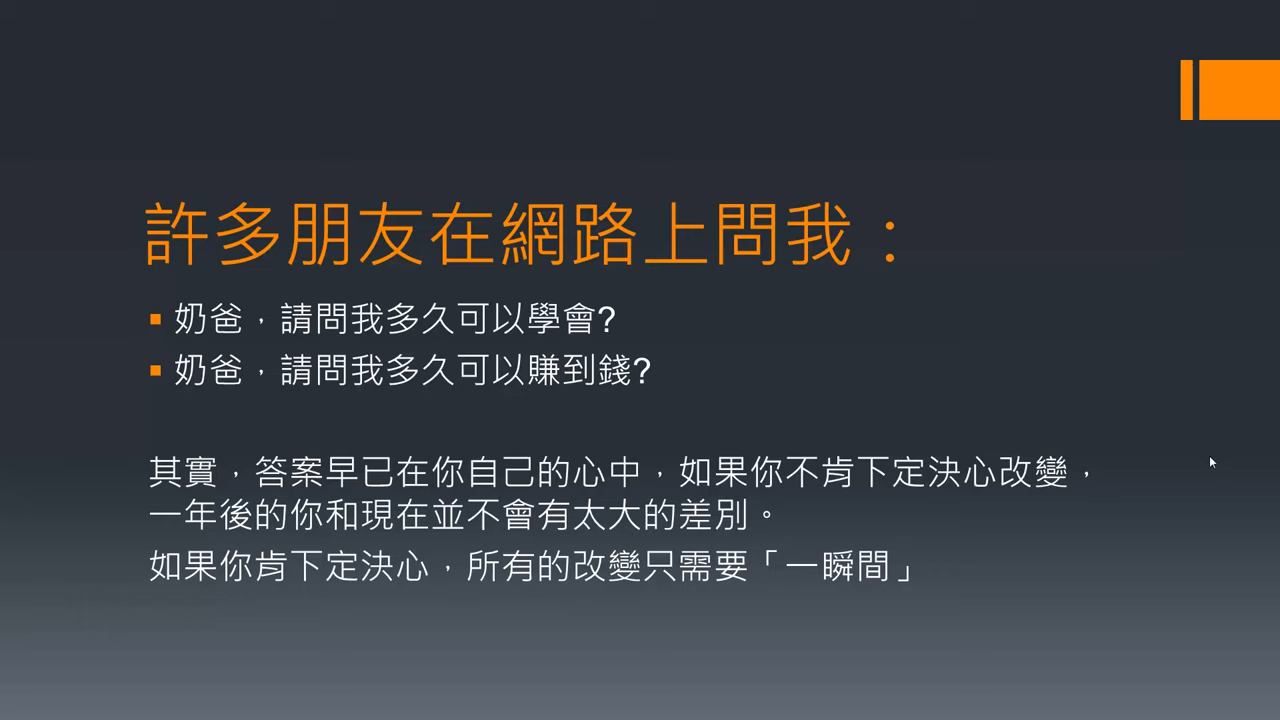 許多朋友在網路上問我：
奶爸，請問我多久可以學會?
奶爸，請問我多久可以賺到錢?
其實，答案早已在你自己的心中，如果你不肯下定決心改變，
一年後的你和現在並不會有太大的差別。
如果你肯下定決心，所有的改變只需要「一瞬間」